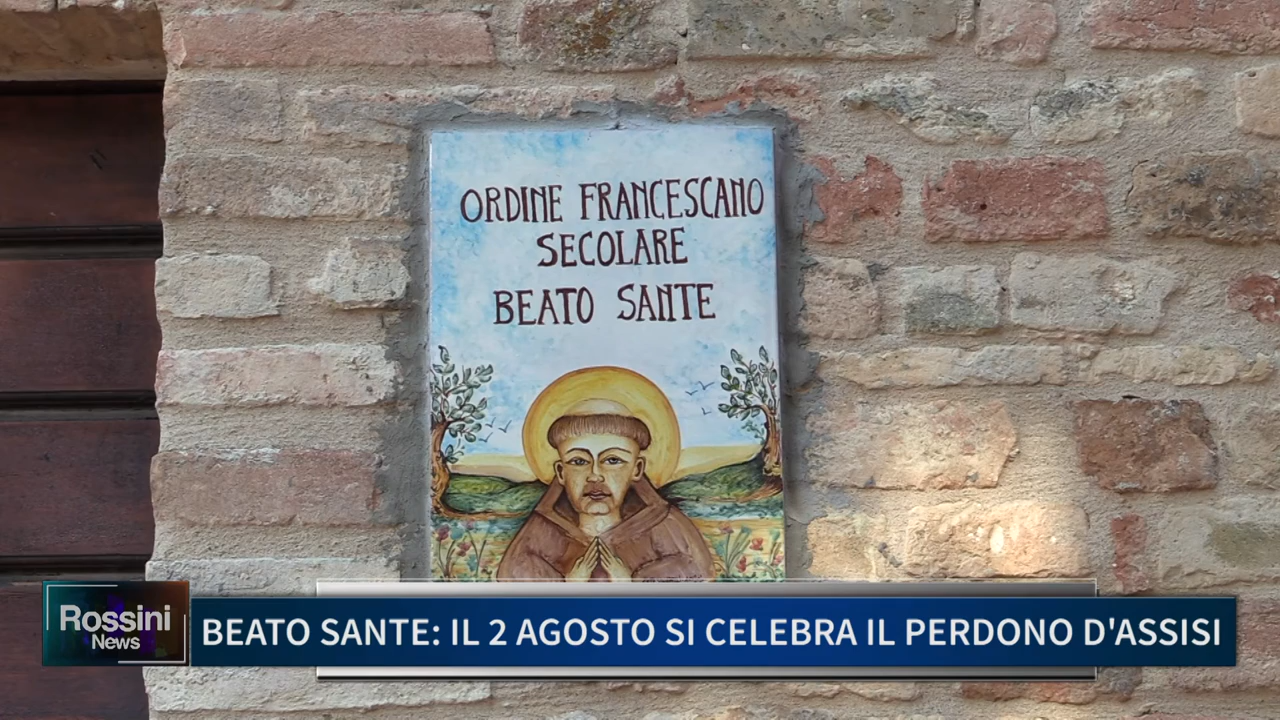 ORDINE FRANCESCANO
SECOLARE
BEATO SANTE
Rossini
News
BEATO SANTE: IL 2 AGOSTO SI CELEBRA IL PERDONO D'ASSISI